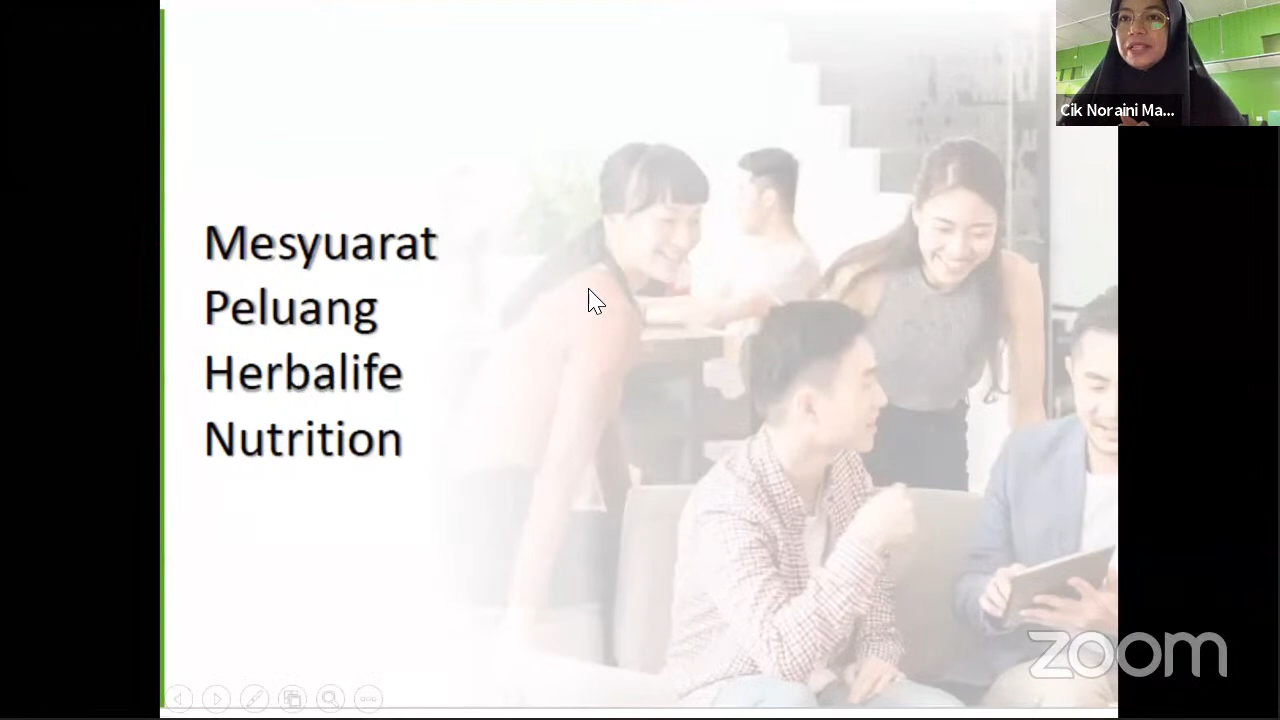 Cik Noraini Ma...
Mesyuarat
Peluang
Herbalife
Nutrition
zoom